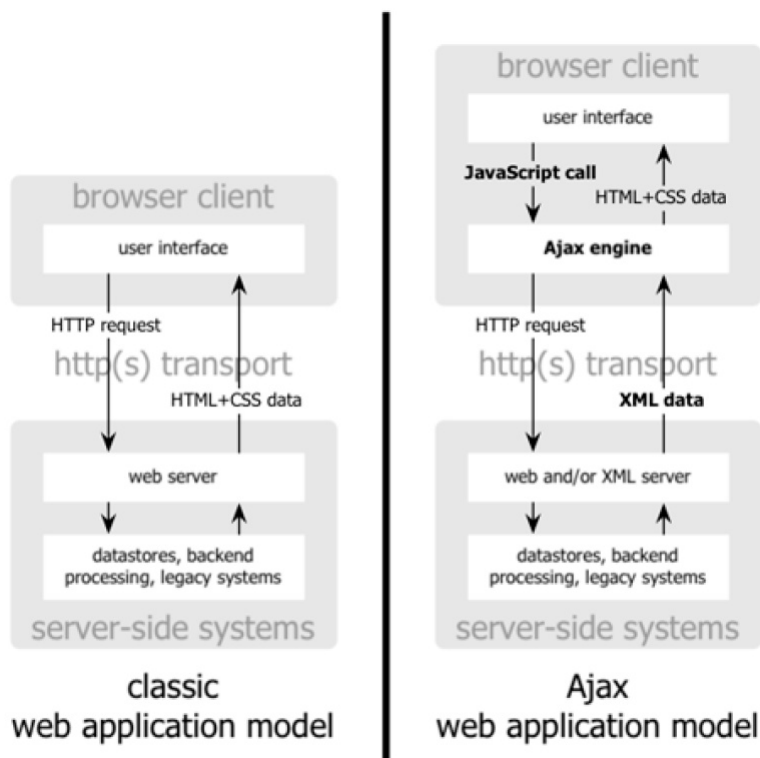 browser client
user interface
HTTP request
http(s) transport
HTML+CSS data
web server
datastores, backend
processing, legacy systems
server-side systems
classic
web application model
browser client
user interface
JavaScript call
HTML+CSS data
Ajax engine
HTTP request
http(s) transport
XML data
web and/or XML server
datastores, backend
processing, legacy systems
server-side systems
Ajax
web application model